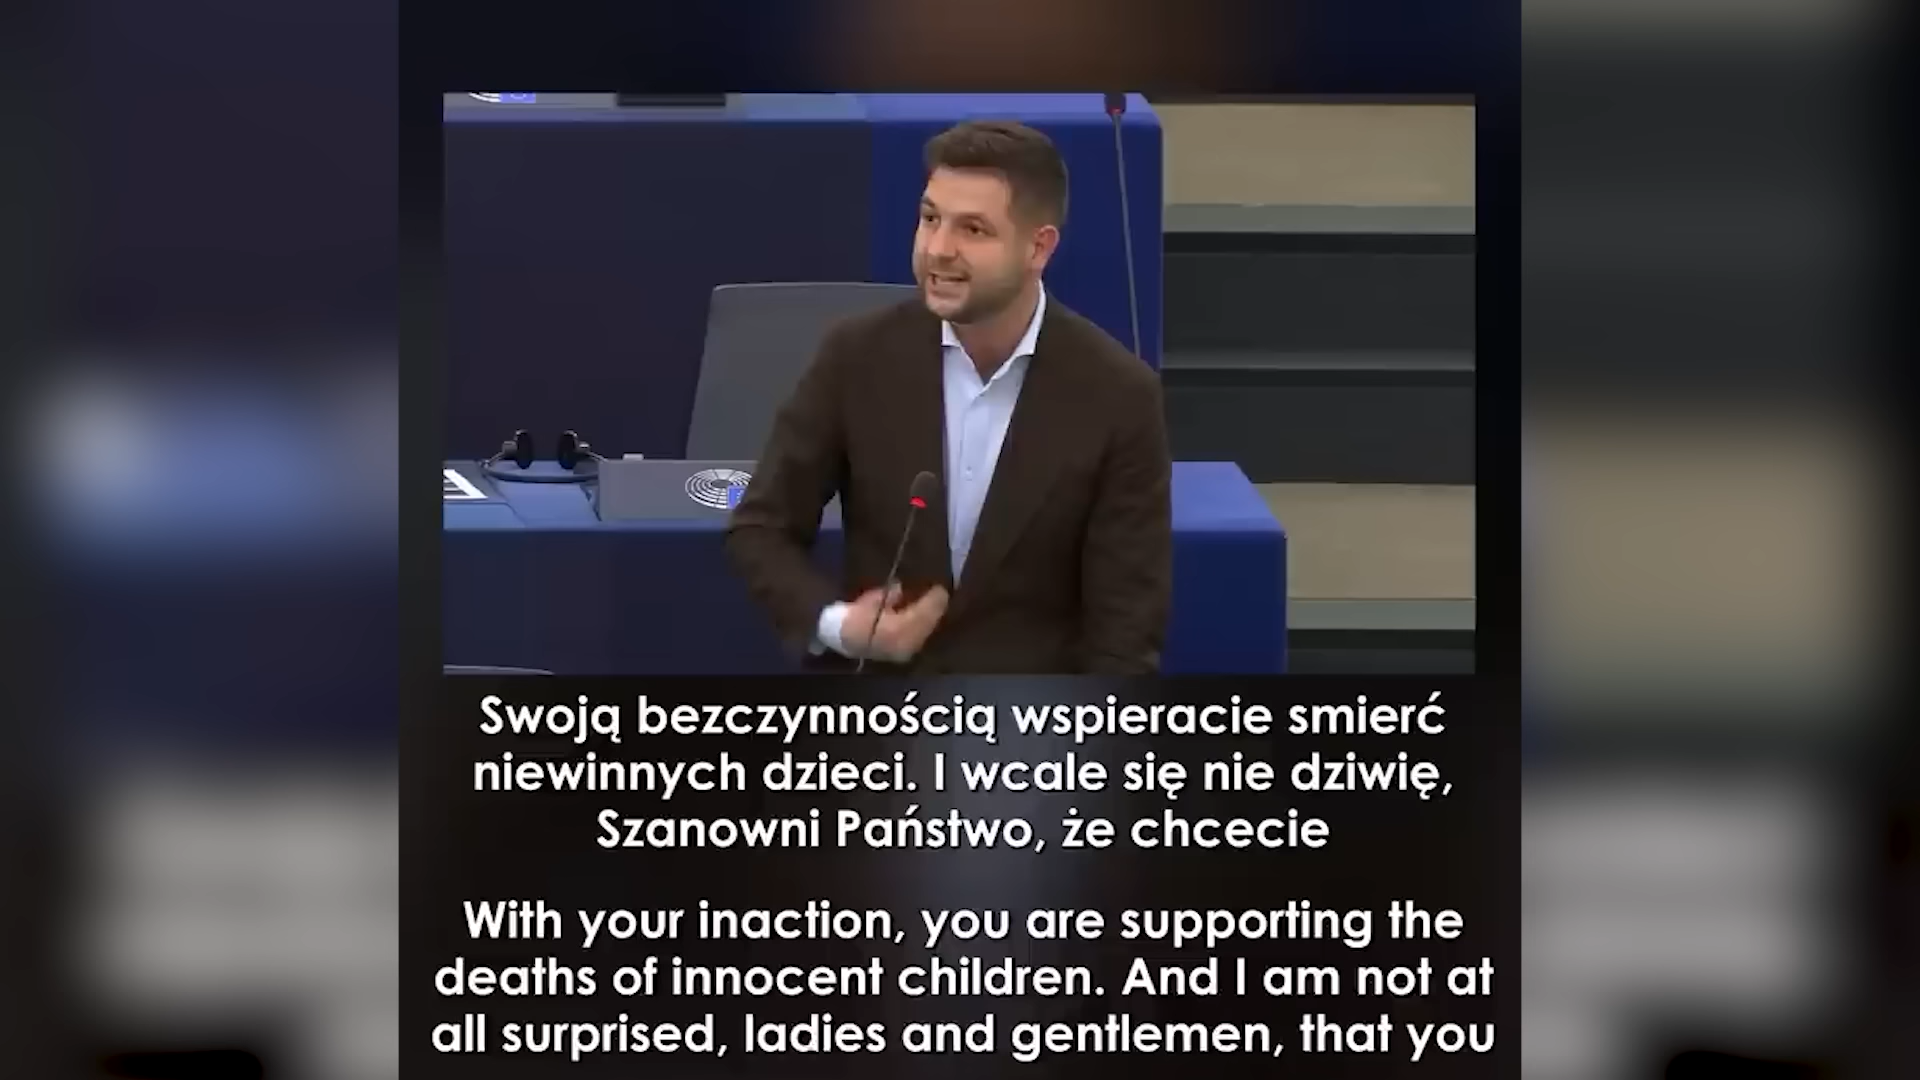 Swoją bezczynnością wspieracie smierć
niewinnych dzieci. I wcale się nie dziwię,
Szanowni Państwo, że chcecie
With your inaction, you are supporting the
deaths of innocent children. And I am not at
all surprised, ladies and gentlemen, that you